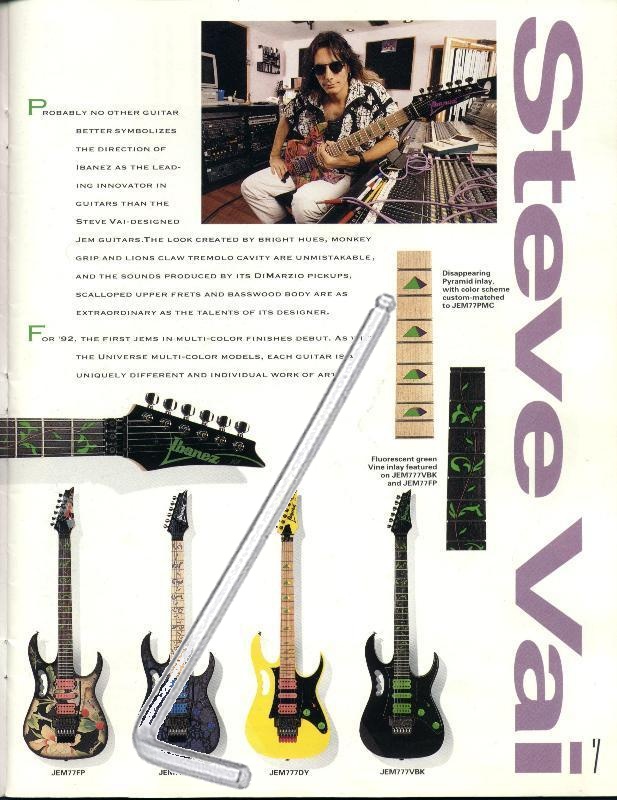 Steve Vai
PROBABLY NO OTHER GUITAR
BETTER SYMBOLIZES
THE DIRECTION OF
IBANEZ AS THE LEAD-
ING INNOVATOR IN
GUITARS THAN THE
STEVE VAI-DESIGNED
JEM GUITARS.THE LOOK CREATED BY BRIGHT HUES, MONKEY
GRIP AND LIONS CLAW TREMOLO CAVITY ARE UNMISTAKABLE,
AND THE SOUNDS PRODUCED BY ITS DIMARZIO PICKUPS,
SCALLOPED UPPER FRETS AND BASSWOOD BODY ARE AS
EXTRAORDINARY AS THE TALENTS OF ITS DESIGNER.
FOR '92, THE FIRST JEMS IN MULTI-COLOR FINISHES DEBUT. AS
THE UNIVERSE MULTI-COLOR MODELS, EACH GUITAR IS A
UNIQUELY DIFFERENT AND INDIVIDUAL WORK OF ART
Disappearing
Pyramid inlay,
with color scheme
custom-matched
to JEM77PMC
Fluorescent green
Vine inlay featured
on JEM777VBK
and JEM77FP
Ibanez
JEM77FP
JEM777DY
JEM777VBK